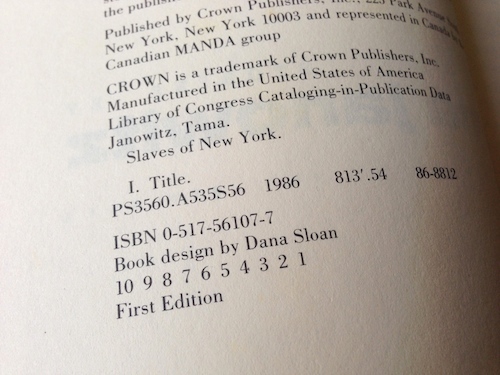 the publis
Published by Crown Publishers, Inc., 225 Park Avenue
New York, New York 10003 and represented in Canada by
Canadian MANDA group
CROWN is a trademark of Crown Publishers, Inc.
Manufactured in the United States of America
Library of Congress Cataloging-in-Publication Data
Janowitz, Tama.
Slaves of New York.
I. Title.
PS3560.A535S56 1986 813'.54 86-8812
ISBN 0-517-56107-7
Book design by Dana Sloan
10 9 8 7 6 5 4 3 2 1
First Edition